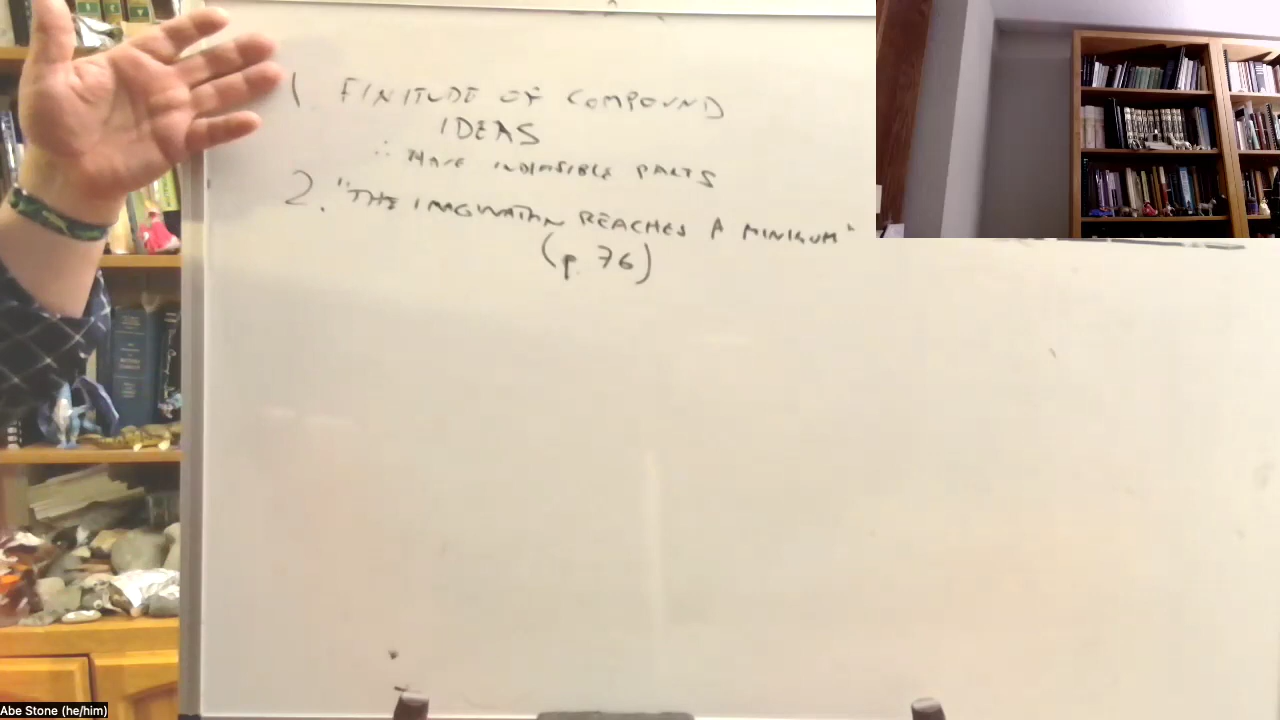 1. FINITUDE OF COMPOUND
IDEAS
∴ HAVE INDIVISIBLE PARTS
2. "THE IMAGINATION REACHES A MINIMUM"
(p. 76)
Abe Stone (he/him)